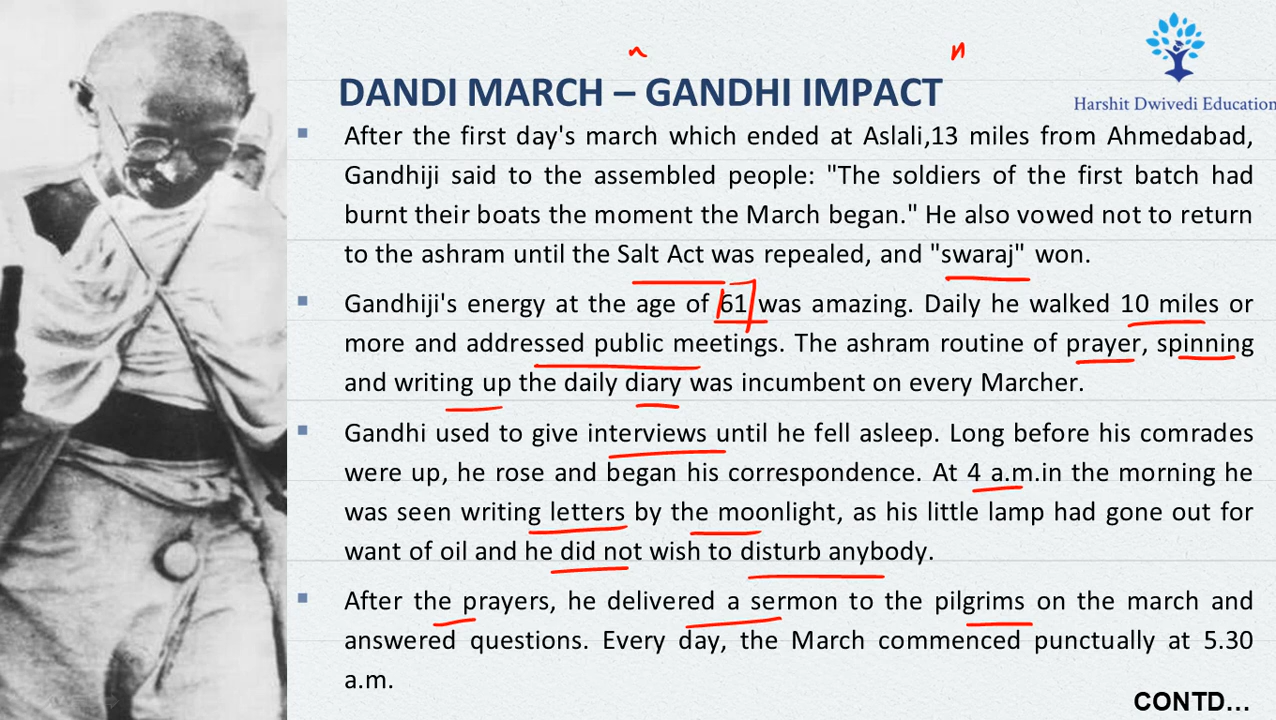 DANDI MARCH – GANDHI IMPACT
Harshit Dwivedi Education
▪ After the first day's march which ended at Aslali,13 miles from Ahmedabad,
Gandhiji said to the assembled people: "The soldiers of the first batch had
burnt their boats the moment the March began." He also vowed not to return
to the ashram until the Salt Act was repealed, and "swaraj" won.
▪ Gandhiji's energy at the age of 61 was amazing. Daily he walked 10 miles or
more and addressed public meetings. The ashram routine of prayer, spinning
and writing up the daily diary was incumbent on every Marcher.
▪ Gandhi used to give interviews until he fell asleep. Long before his comrades
were up, he rose and began his correspondence. At 4 a.m.in the morning he
was seen writing letters by the moonlight, as his little lamp had gone out for
want of oil and he did not wish to disturb anybody.
▪ After the prayers, he delivered a sermon to the pilgrims on the march and
answered questions. Every day, the March commenced punctually at 5.30
a.m.
CONTD...